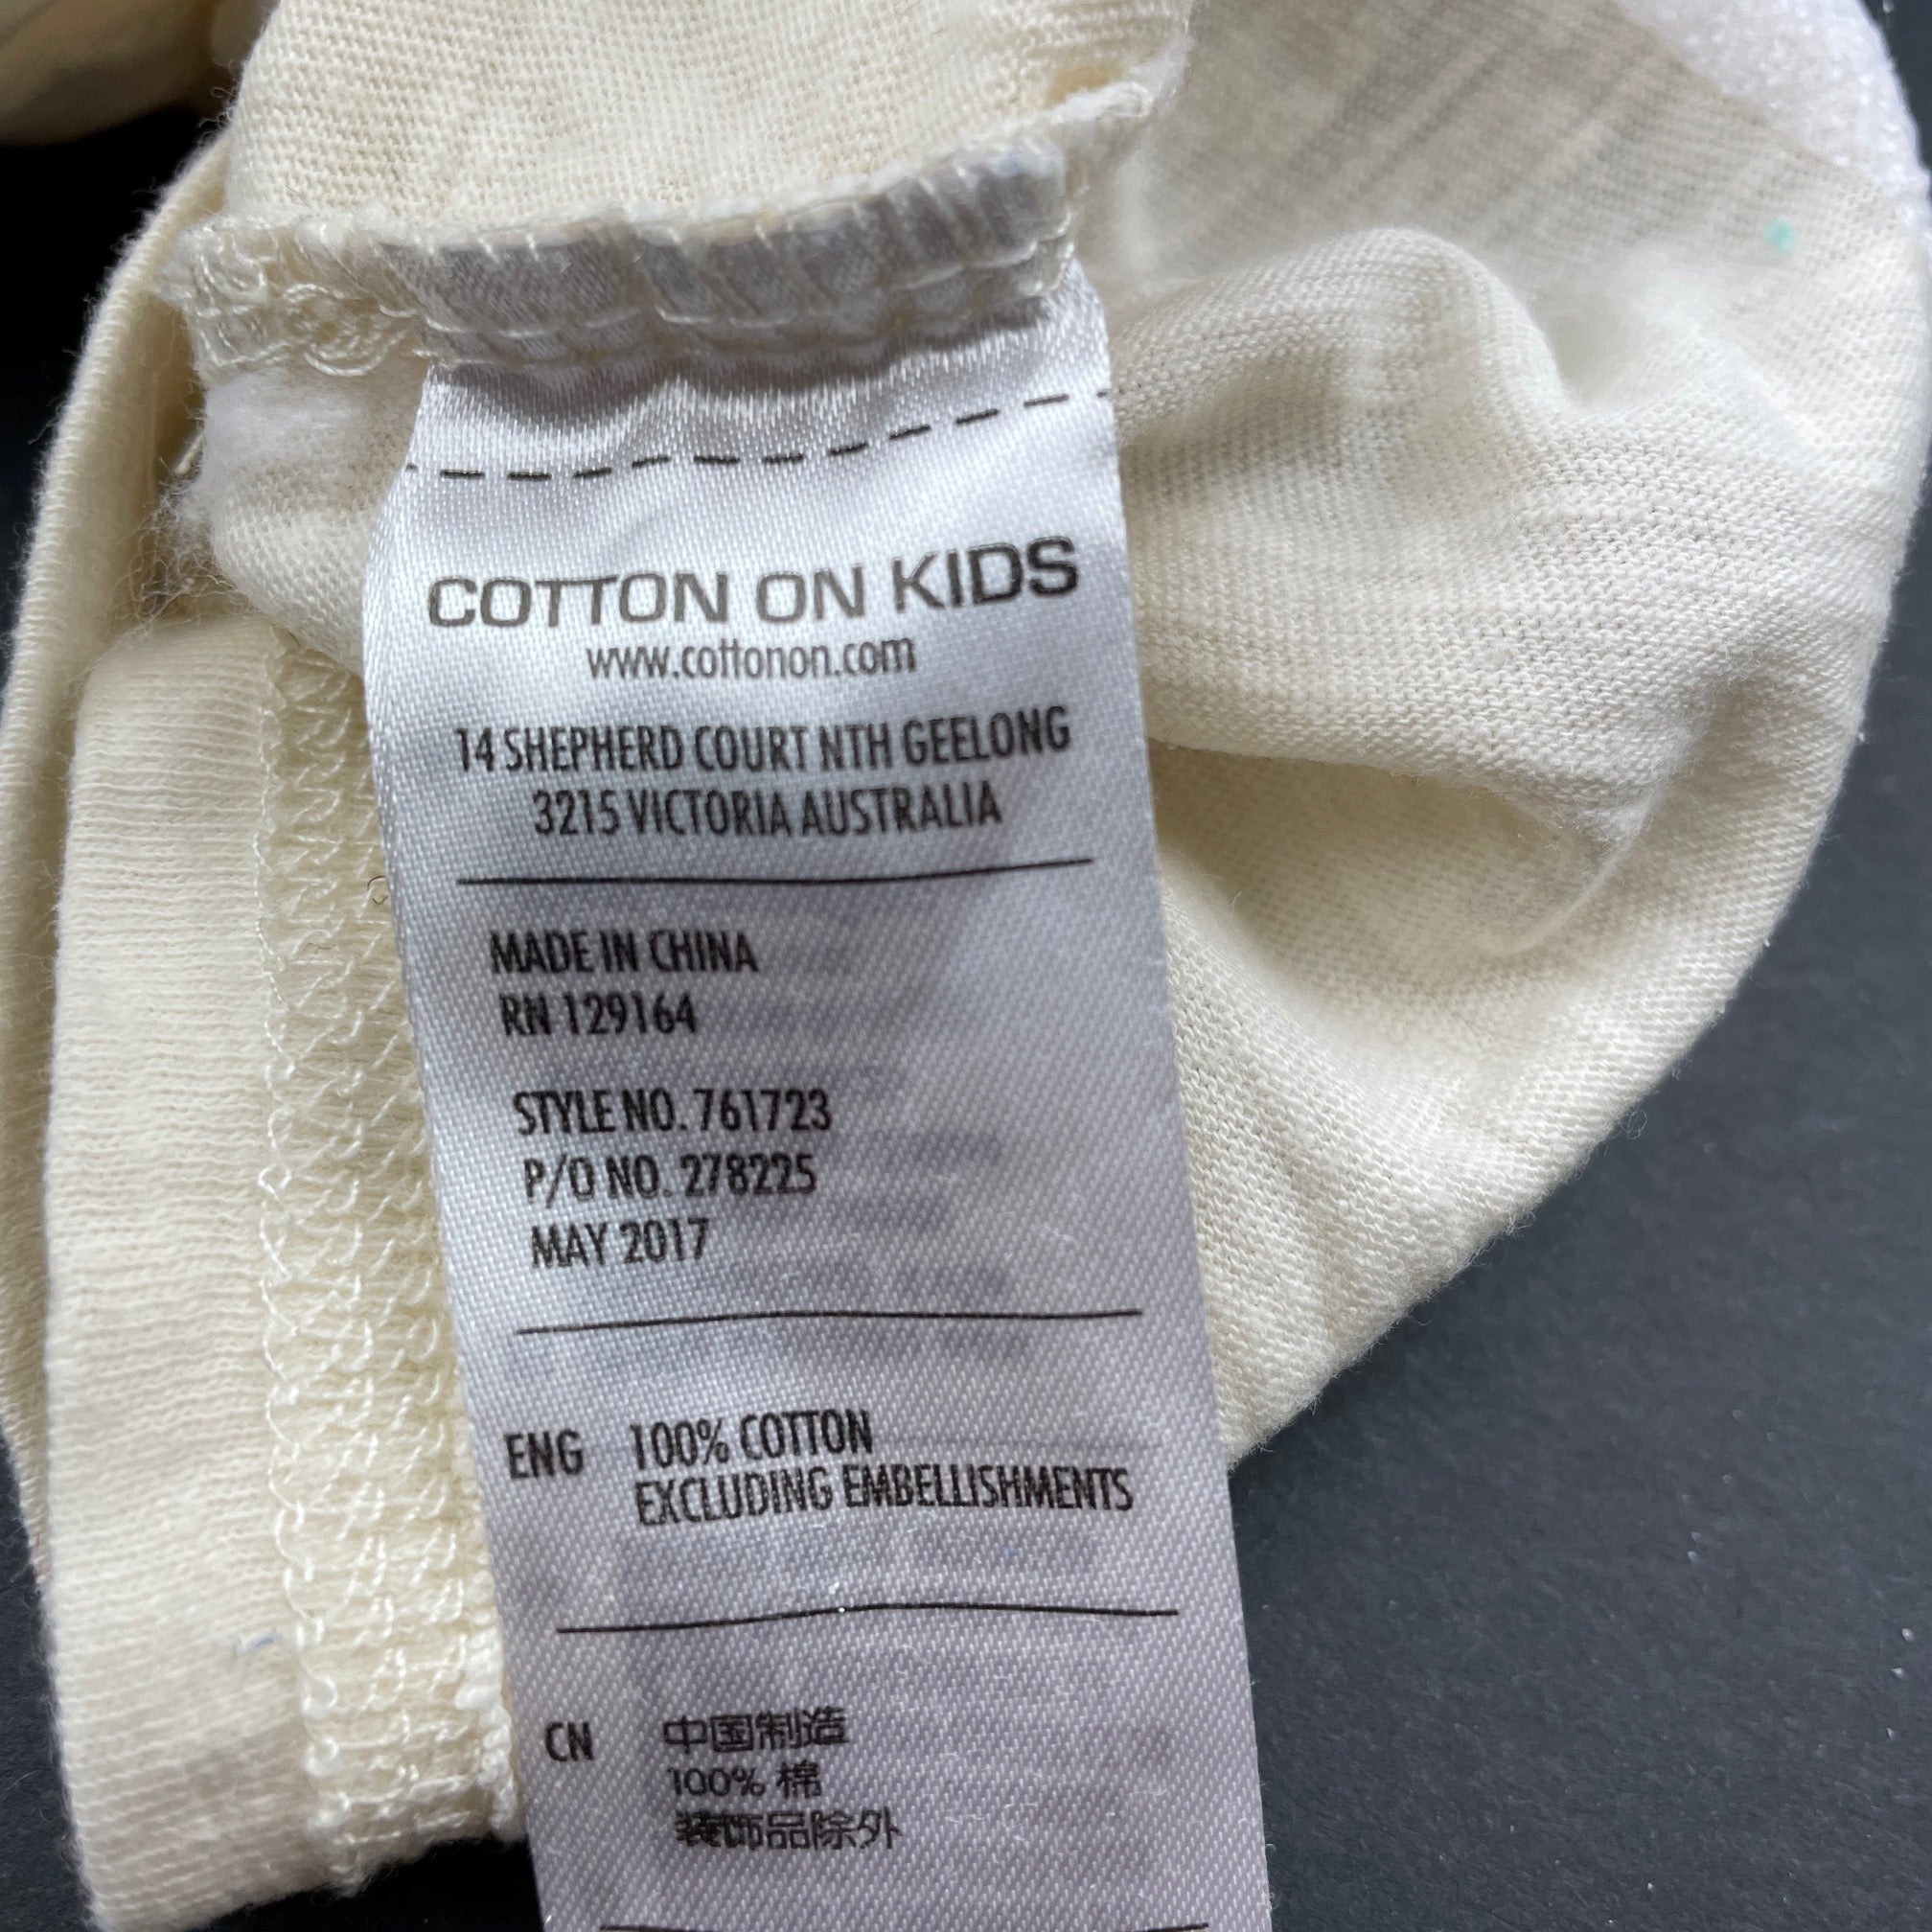 COTTON ON KIDS
www.cottonon.com
14 SHEPHERD COURT NTH GEELONG
3215 VICTORIA AUSTRALIA
MADE IN CHINA
RN 129164
STYLE NO. 761723
P/O NO. 278225
MAY 2017
ENG 100% COTTON
EXCLUDING EMBELLISHMENTS
CN 中国制造
100% 棉
装饰品除外